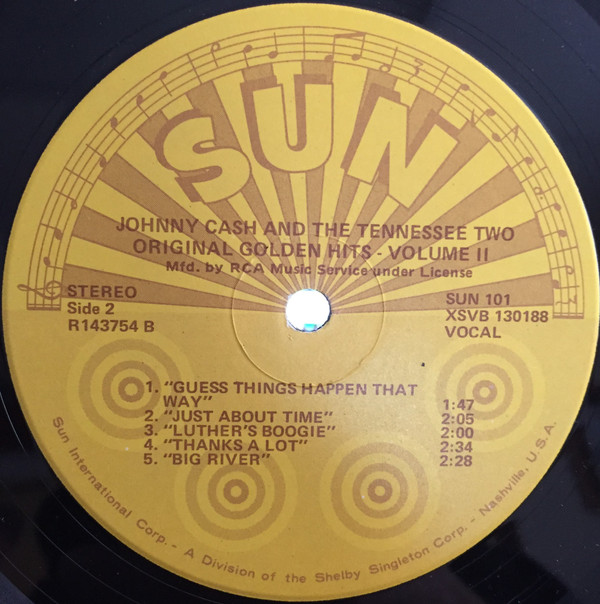 SUN
JOHNNY CASH AND THE TENNESSEE TWO
ORIGINAL GOLDEN HITS - VOLUME II
Mfd. by RCA Music Service under License
STEREO
Side 2
R143754 B
SUN 101
XSVB 130188
VOCAL
1. "GUESS THINGS HAPPEN THAT
WAY" 1:47
2. "JUST ABOUT TIME" 2:05
3. "LUTHER'S BOOGIE" 2:00
4. "THANKS A LOT" 2:34
5. "BIG RIVER" 2:28
Sun International Corp. - A Division of the Shelby Singleton Corp. - Nashville, U.S.A.